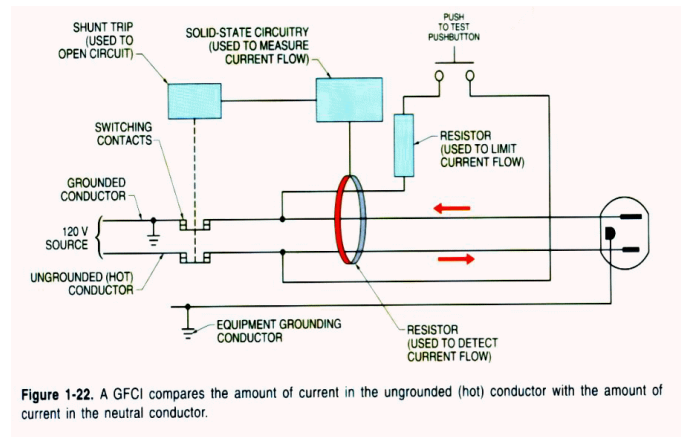 SHUNT TRIP
(USED TO
OPEN CIRCUIT)
SOLID-STATE CIRCUITRY
(USED TO MEASURE
CURRENT FLOW)
PUSH
TO TEST
PUSHBUTTON
SWITCHING
CONTACTS
RESISTOR
(USED TO LIMIT
CURRENT FLOW)
GROUNDED
CONDUCTOR
120 V
SOURCE
UNGROUNDED (HOT)
CONDUCTOR
EQUIPMENT GROUNDING
CONDUCTOR
RESISTOR
(USED TO DETECT
CURRENT FLOW)
Figure 1-22. A GFCI compares the amount of current in the ungrounded (hot) conductor with the amount of
current in the neutral conductor.